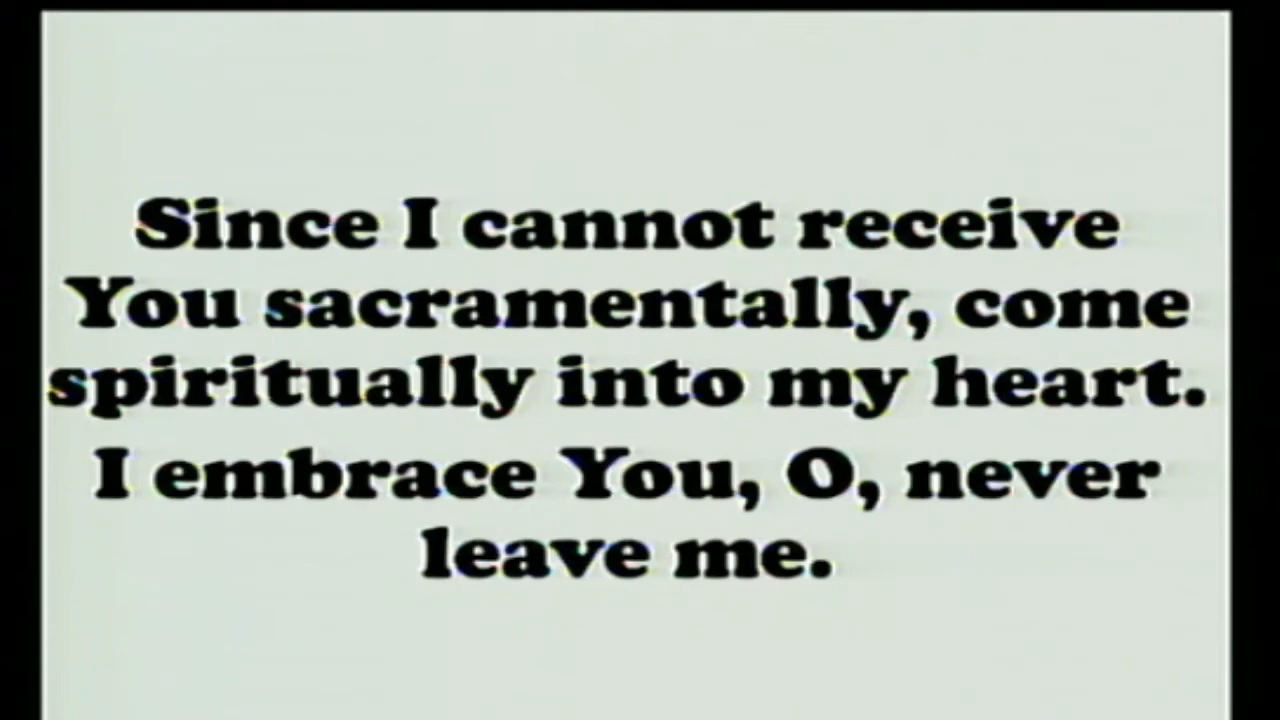 Since I cannot receive
You sacramentally, come
spiritually into my heart.
I embrace You, O, never
leave me.